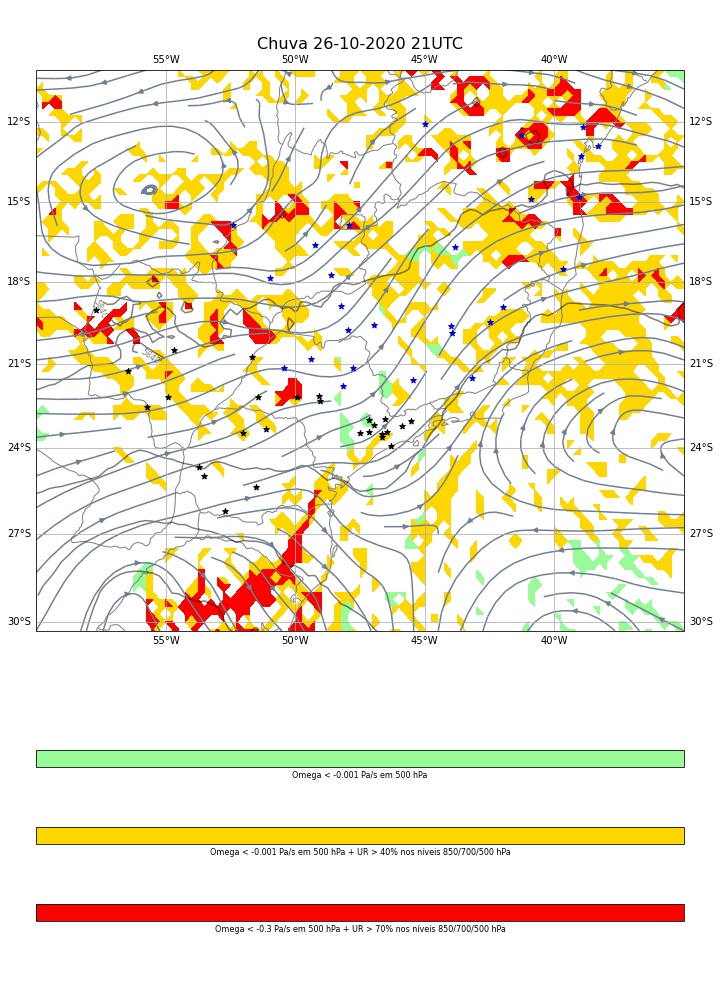 Chuva 26-10-2020 21UTC
55°W 50°W 45°W 40°W
12°S 12°S
15°S 15°S
18°S 18°S
21°S 21°S
24°S 24°S
27°S 27°S
30°S 30°S
55°W 50°W 45°W 40°W
Omega < -0.001 Pa/s em 500 hPa
Omega < -0.001 Pa/s em 500 hPa + UR > 40% nos níveis 850/700/500 hPa
Omega < -0.3 Pa/s em 500 hPa + UR > 70% nos níveis 850/700/500 hPa